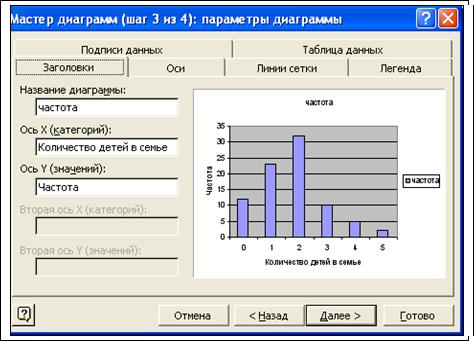 Мастер диаграмм (шаг 3 из 4): параметры диаграммы
Подписи данных
Таблица данных
Заголовки
Оси
Линии сетки
Легенда
Название диаграммы:
частота
Ось X (категорий):
Количество детей в семье
Ось Y (значений):
Частота
Вторая ось X (категорий):
Вторая ось Y (значений):
частота
35
30
25
20
15
10
5
0
Частота
0 1 2 3 4 5
Количество детей в семье
частота
Отмена
< Назад
Далее >
Готово